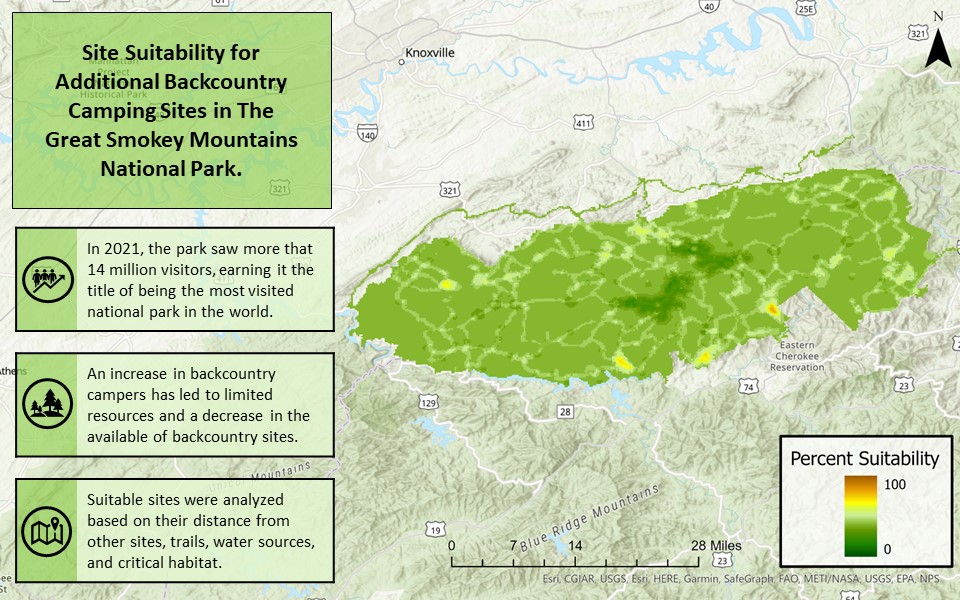 Site Suitability for
Additional Backcountry
Camping Sites in The
Great Smokey Mountains
National Park.
In 2021, the park saw more that
14 million visitors, earning it the
title of being the most visited
national park in the world.
An increase in backcountry
campers has led to limited
resources and a decrease in the
available of backcountry sites.
Suitable sites were analyzed
based on their distance from
other sites, trails, water sources,
and critical habitat.
Knoxville
40
25E
N
321
140
411
321
321
Eastern
Cherokee
Reservation
74
23
129
28
Blue Ridge Mountains
19
23
0 7 14 28 Miles
Percent Suitability
100
0
Esri, CGIAR, USGS, Esri, HERE, Garmin, SafeGraph, FAO, METI/NASA, USGS, EPA, NPS
64